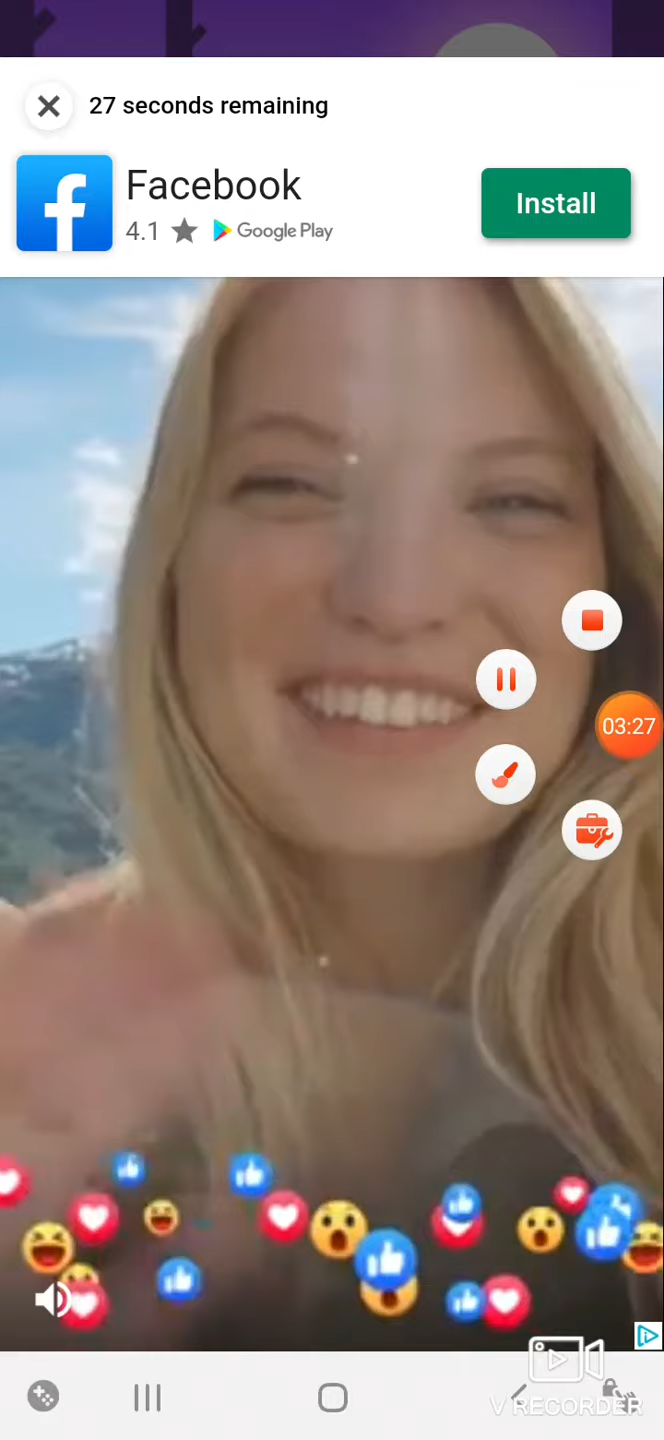 27 seconds remaining
Facebook
Install
4.1 ★ Google Play
03:27
V RECORDER